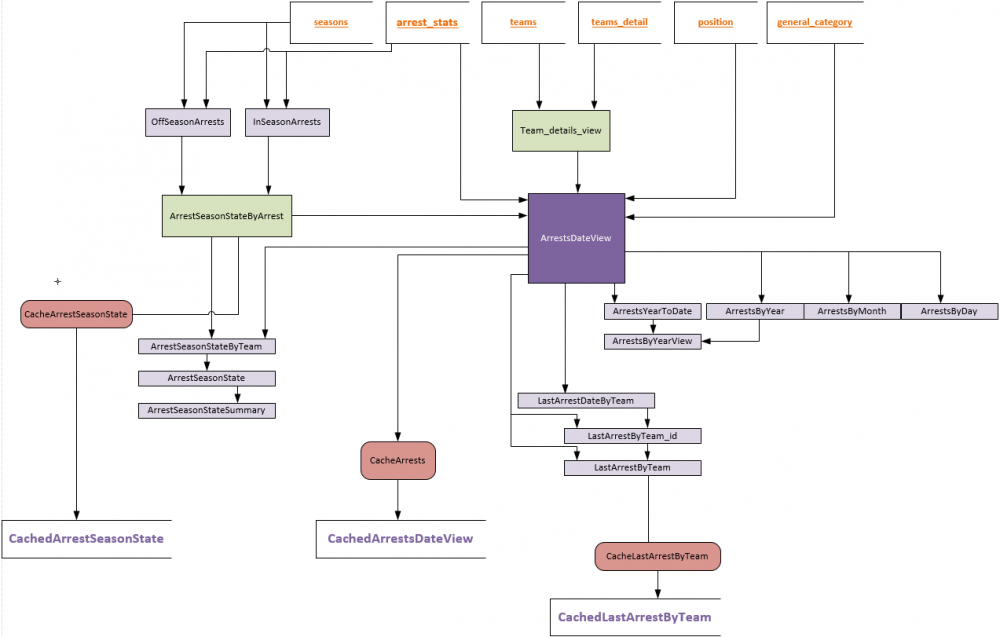 seasons
arrest_stats
teams
teams_detail
position
general_category
OffSeasonArrests
InSeasonArrests
Team_details_view
ArrestSeasonStateByArrest
ArrestsDateView
CacheArrestSeasonState
ArrestsYearToDate
ArrestsByYear
ArrestsByMonth
ArrestsByDay
ArrestsByYearView
ArrestSeasonStateByTeam
ArrestSeasonState
ArrestSeasonStateSummary
LastArrestDateByTeam
LastArrestByTeam_id
CacheArrests
LastArrestByTeam
CachedArrestSeasonState
CachedArrestsDateView
CacheLastArrestByTeam
CachedLastArrestByTeam